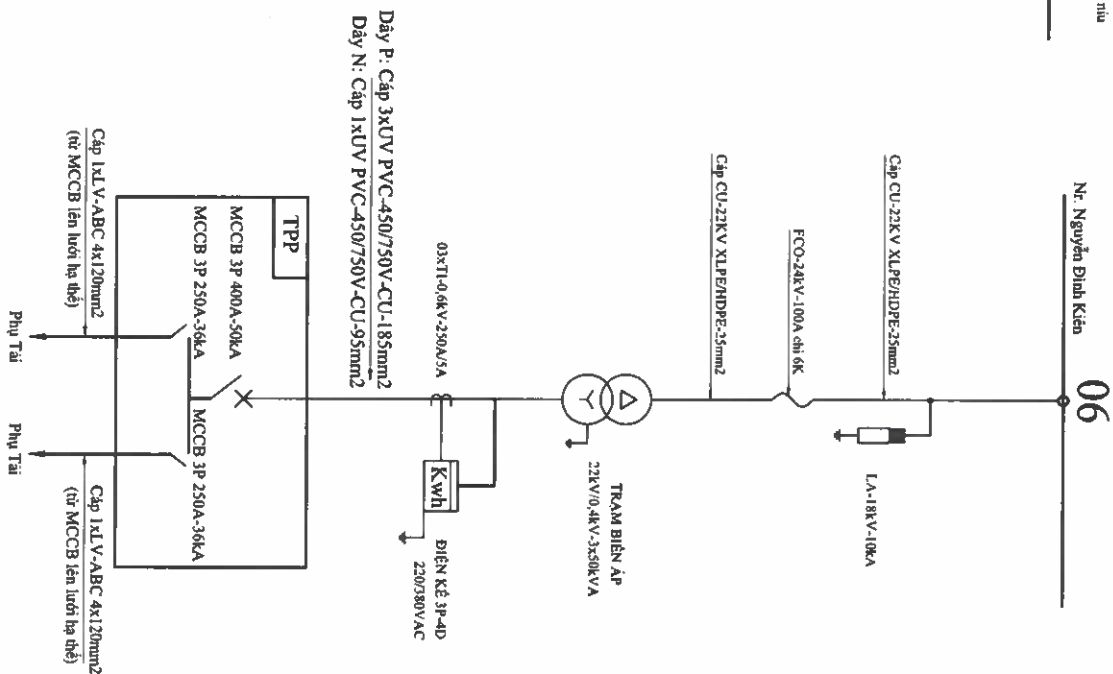 niu
Nr. Nguyễn Đình Kiên
06
LA-18kV-10kA
Cáp CU-22KV XLPE/HDPE-25mm2
FCO-24kV-100A chì 6K
Cáp CU-22KV XLPE/HDPE-25mm2
TRẠM BIẾN ÁP
22kV/0,4kV-3x50kVA
03xTI-0,6kV-250A/5A
Kwh
ĐIỆN KẾ 3P-4D
220/380VAC
Dây P: Cáp 3xUV PVC-450/750V-CU-185mm2
Dây N: Cáp 1xUV PVC-450/750V-CU-95mm2
TPP
MCCB 3P 400A-50kA
MCCB 3P 250A-36kA
MCCB 3P 250A-36kA
Cáp 1xLV-ABC 4x120mm2
(từ MCCB lên lưới hạ thế)
Cáp 1xLV-ABC 4x120mm2
(từ MCCB lên lưới hạ thế)
Phụ Tải
Phụ Tải